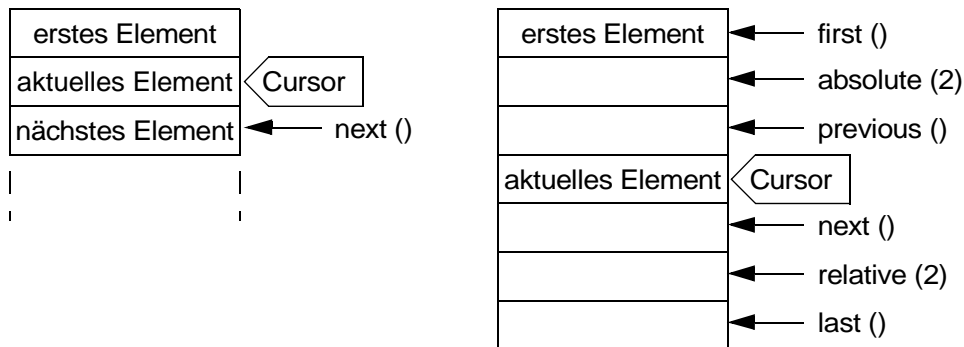 erstes Element
aktuelles Element Cursor
nächstes Element next ()
erstes Element first ()
absolute (2)
previous ()
aktuelles Element Cursor
next ()
relative (2)
last ()